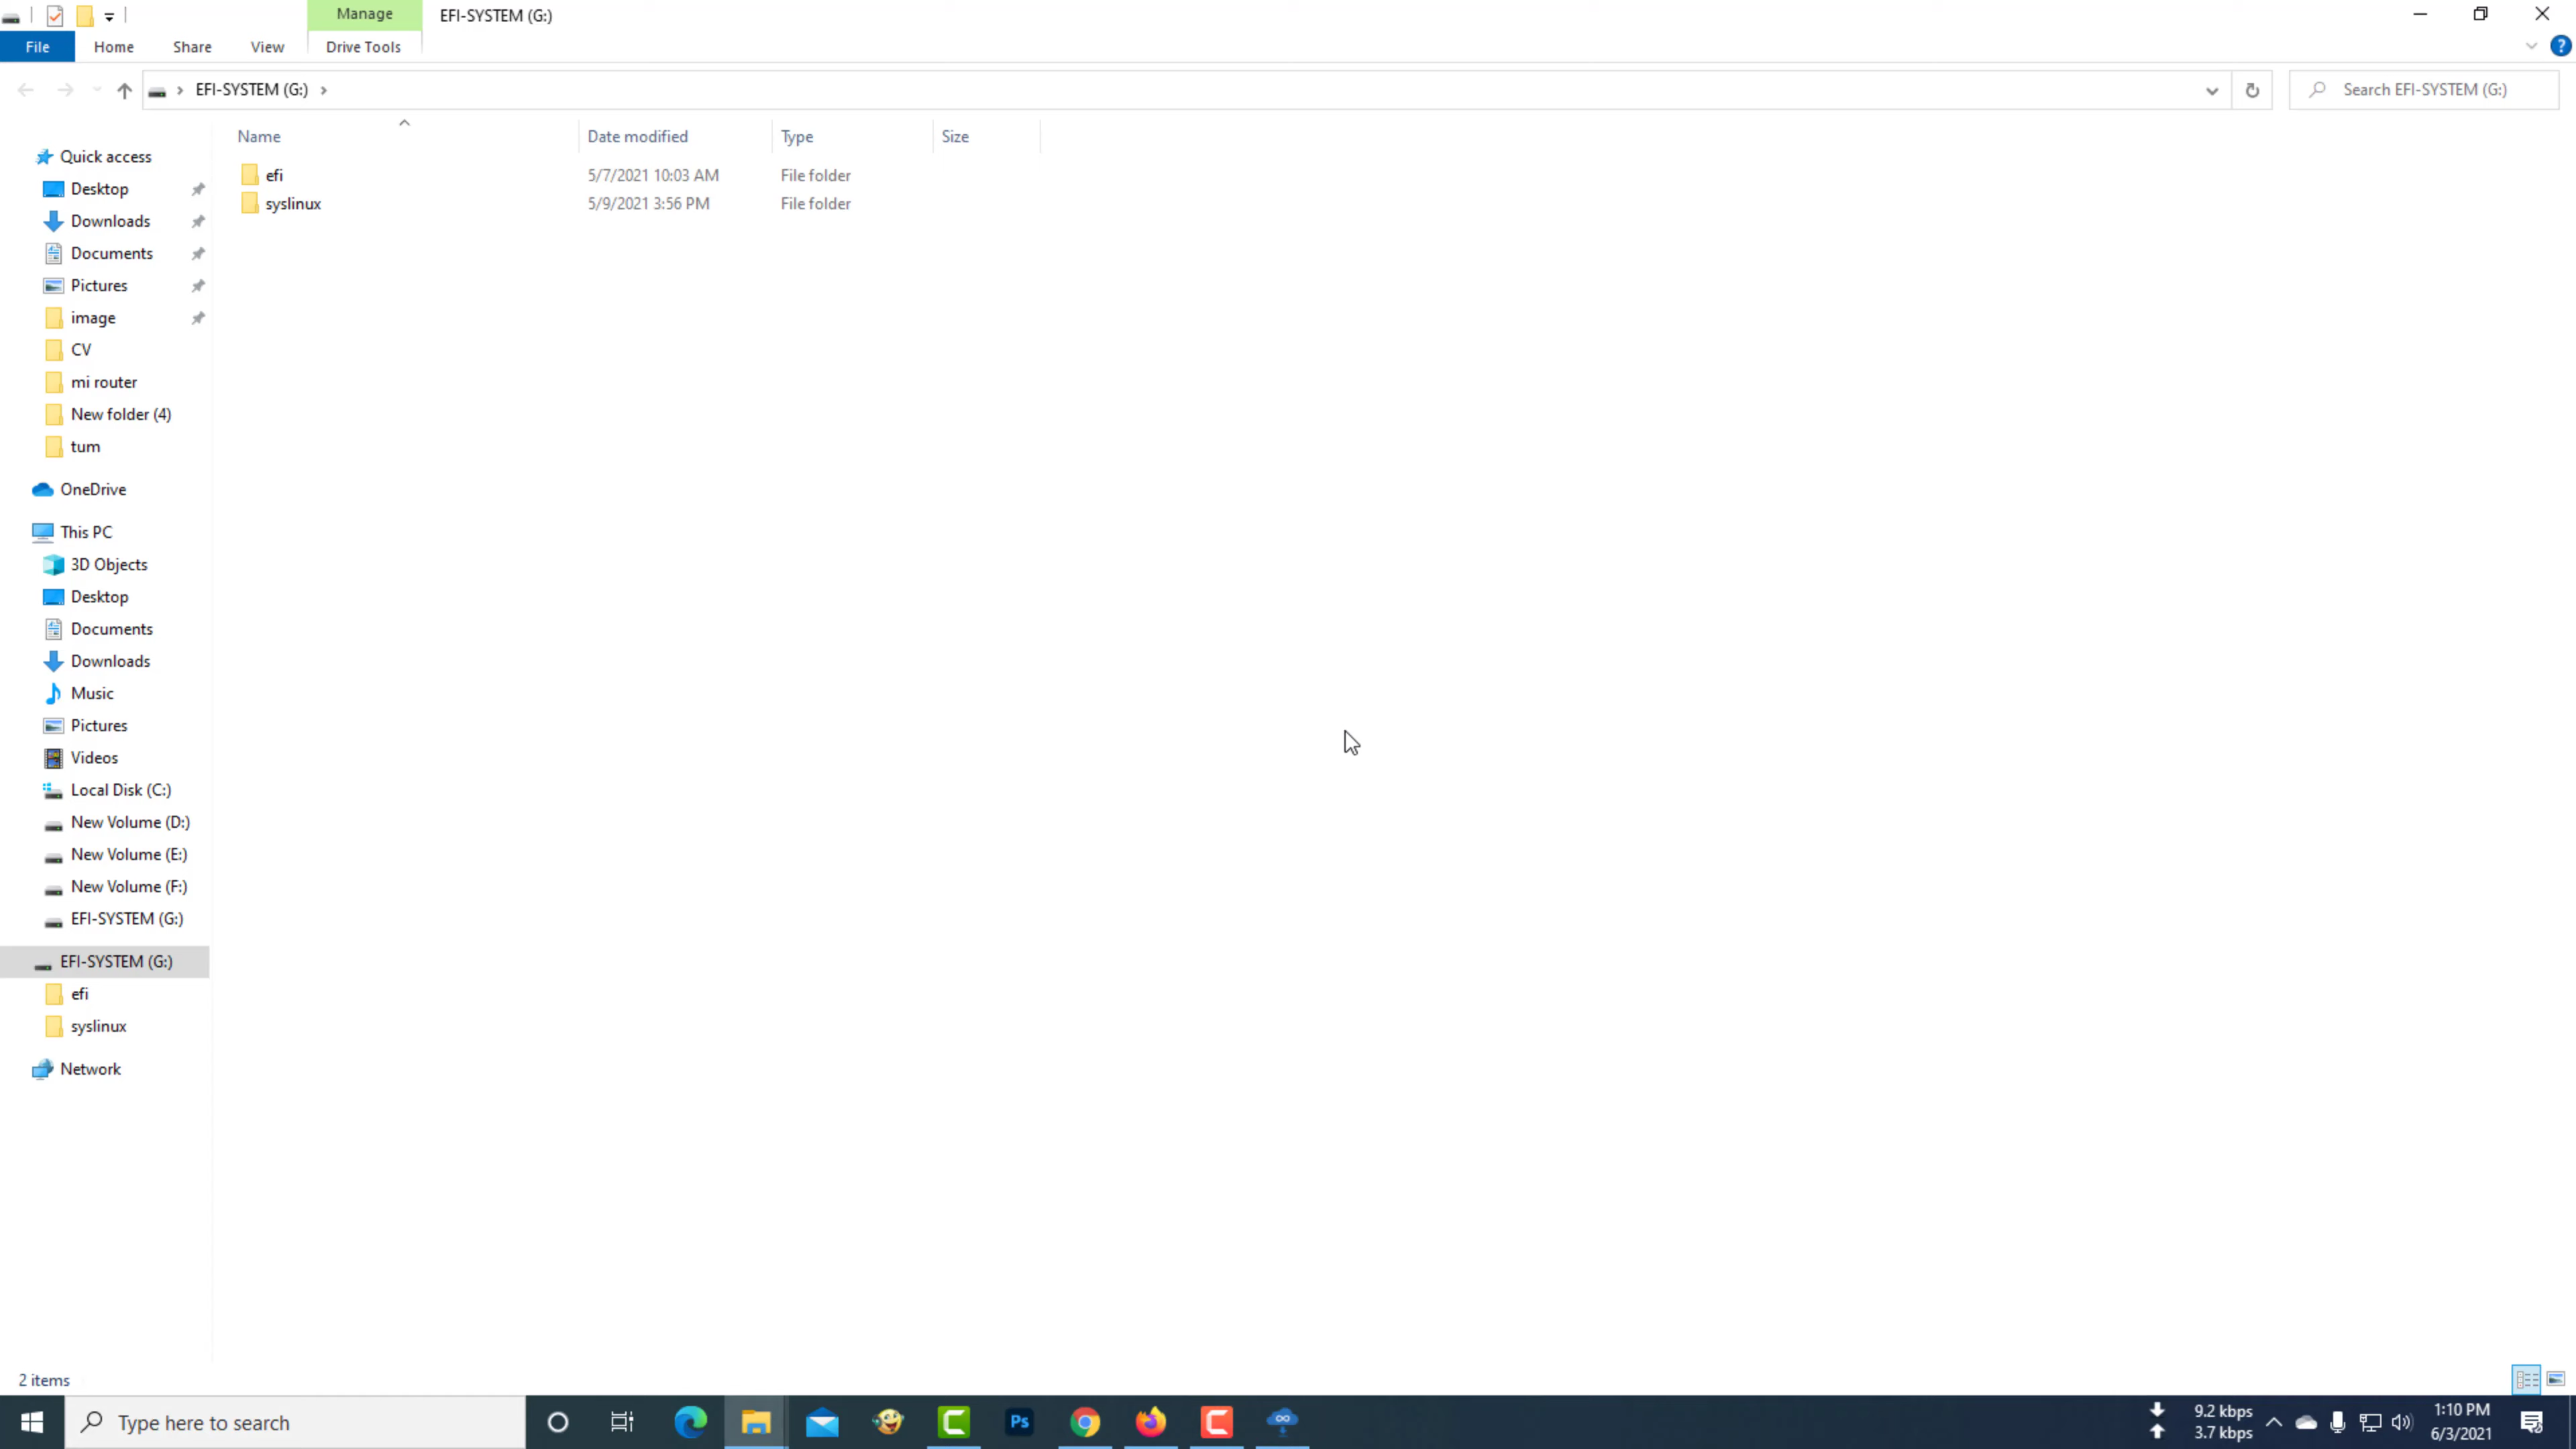 Manage
EFI-SYSTEM (G:)
File
Home
Share
View
Drive Tools
EFI-SYSTEM (G:)
Search EFI-SYSTEM (G:)
Name
Date modified
Type
Size
efi
5/7/2021 10:03 AM
File folder
syslinux
5/9/2021 3:56 PM
File folder
Quick access
Desktop
Downloads
Documents
Pictures
image
CV
mi router
New folder (4)
tum
OneDrive
This PC
3D Objects
Desktop
Documents
Downloads
Music
Pictures
Videos
Local Disk (C:)
New Volume (D:)
New Volume (E:)
New Volume (F:)
EFI-SYSTEM (G:)
EFI-SYSTEM (G:)
efi
syslinux
Network
2 items
Type here to search
Ps
9.2 kbps
3.7 kbps
1:10 PM
6/3/2021